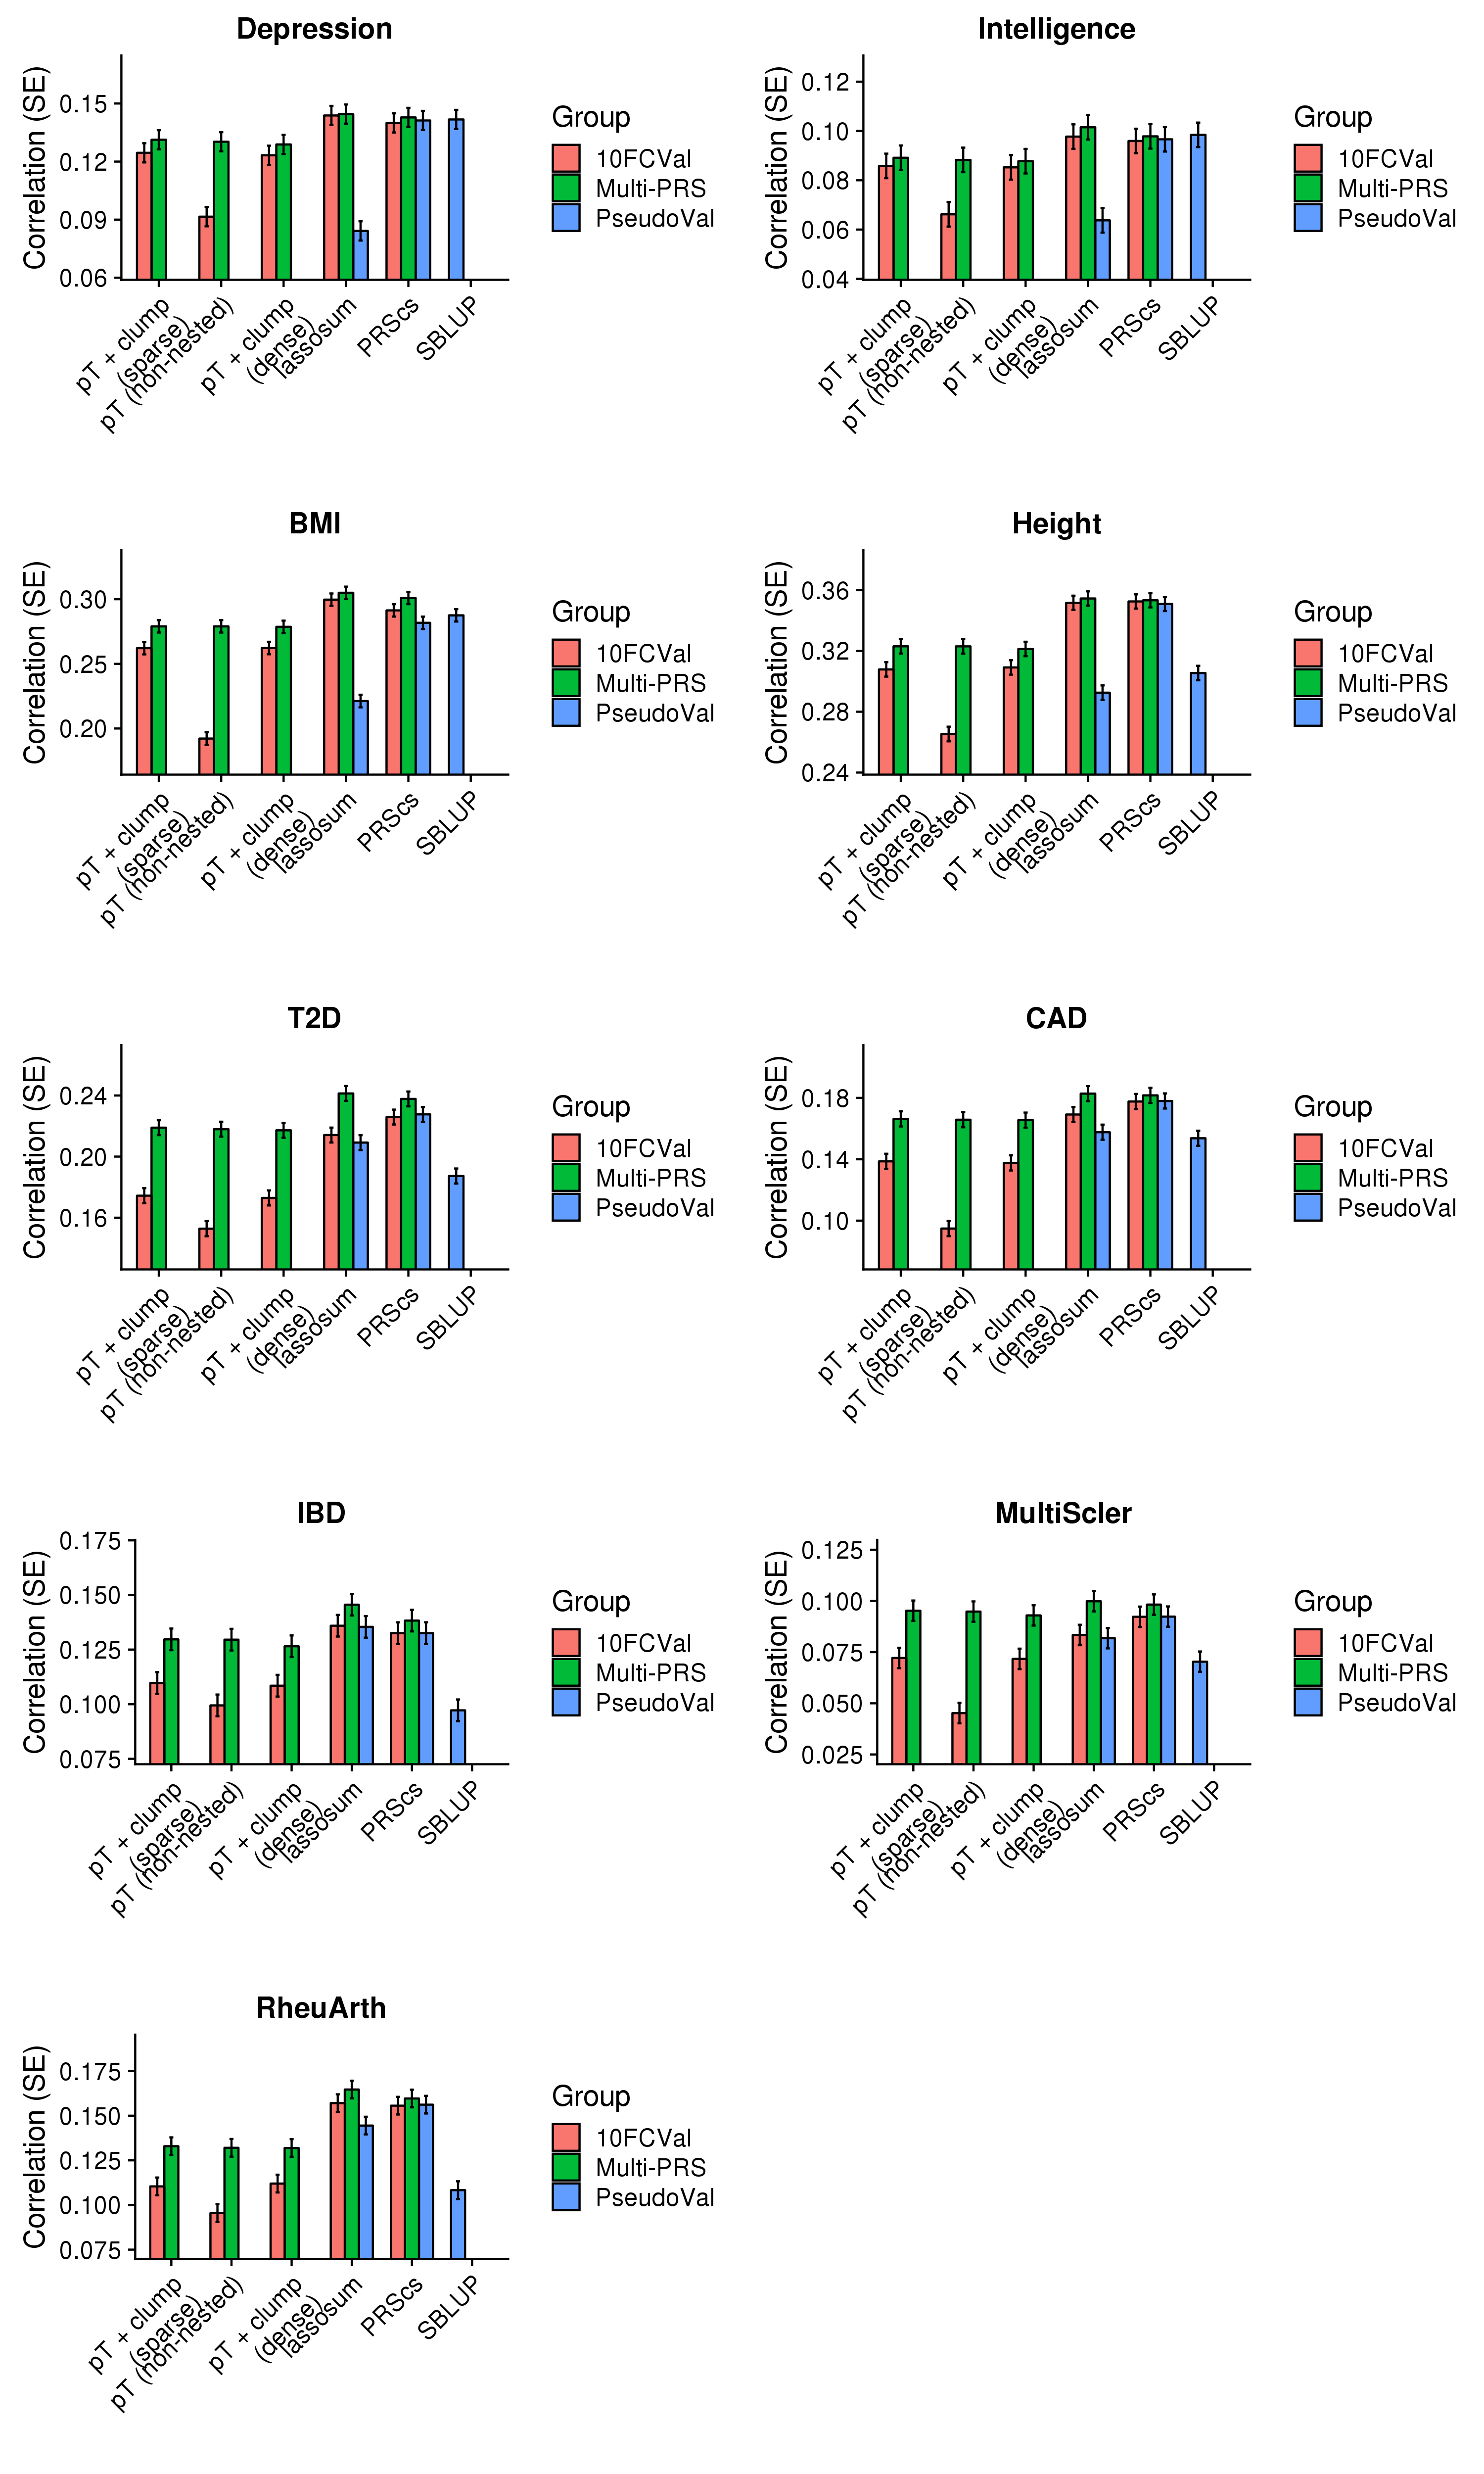 Depression
Correlation (SE)
0.15
0.12
0.09
0.06
pT + clump
(sparse)
pT (non-nested)
pT + clump
(dense)
lassosum
PRScs
SBLUP
Group
10FCVal
Multi-PRS
PseudoVal
Intelligence
Correlation (SE)
0.12
0.10
0.08
0.06
0.04
pT + clump
(sparse)
pT (non-nested)
pT + clump
(dense)
lassosum
PRScs
SBLUP
Group
10FCVal
Multi-PRS
PseudoVal
BMI
Correlation (SE)
0.30
0.25
0.20
pT + clump
(sparse)
pT (non-nested)
pT + clump
(dense)
lassosum
PRScs
SBLUP
Group
10FCVal
Multi-PRS
PseudoVal
Height
Correlation (SE)
0.36
0.32
0.28
0.24
pT + clump
(sparse)
pT (non-nested)
pT + clump
(dense)
lassosum
PRScs
SBLUP
Group
10FCVal
Multi-PRS
PseudoVal
T2D
Correlation (SE)
0.24
0.20
0.16
pT + clump
(sparse)
pT (non-nested)
pT + clump
(dense)
lassosum
PRScs
SBLUP
Group
10FCVal
Multi-PRS
PseudoVal
CAD
Correlation (SE)
0.18
0.14
0.10
pT + clump
(sparse)
pT (non-nested)
pT + clump
(dense)
lassosum
PRScs
SBLUP
Group
10FCVal
Multi-PRS
PseudoVal
IBD
Correlation (SE)
0.175
0.150
0.125
0.100
0.075
pT + clump
(sparse)
pT (non-nested)
pT + clump
(dense)
lassosum
PRScs
SBLUP
Group
10FCVal
Multi-PRS
PseudoVal
MultiScler
Correlation (SE)
0.125
0.100
0.075
0.050
0.025
pT + clump
(sparse)
pT (non-nested)
pT + clump
(dense)
lassosum
PRScs
SBLUP
Group
10FCVal
Multi-PRS
PseudoVal
RheuArth
Correlation (SE)
0.175
0.150
0.125
0.100
0.075
pT + clump
(sparse)
pT (non-nested)
pT + clump
(dense)
lassosum
PRScs
SBLUP
Group
10FCVal
Multi-PRS
PseudoVal